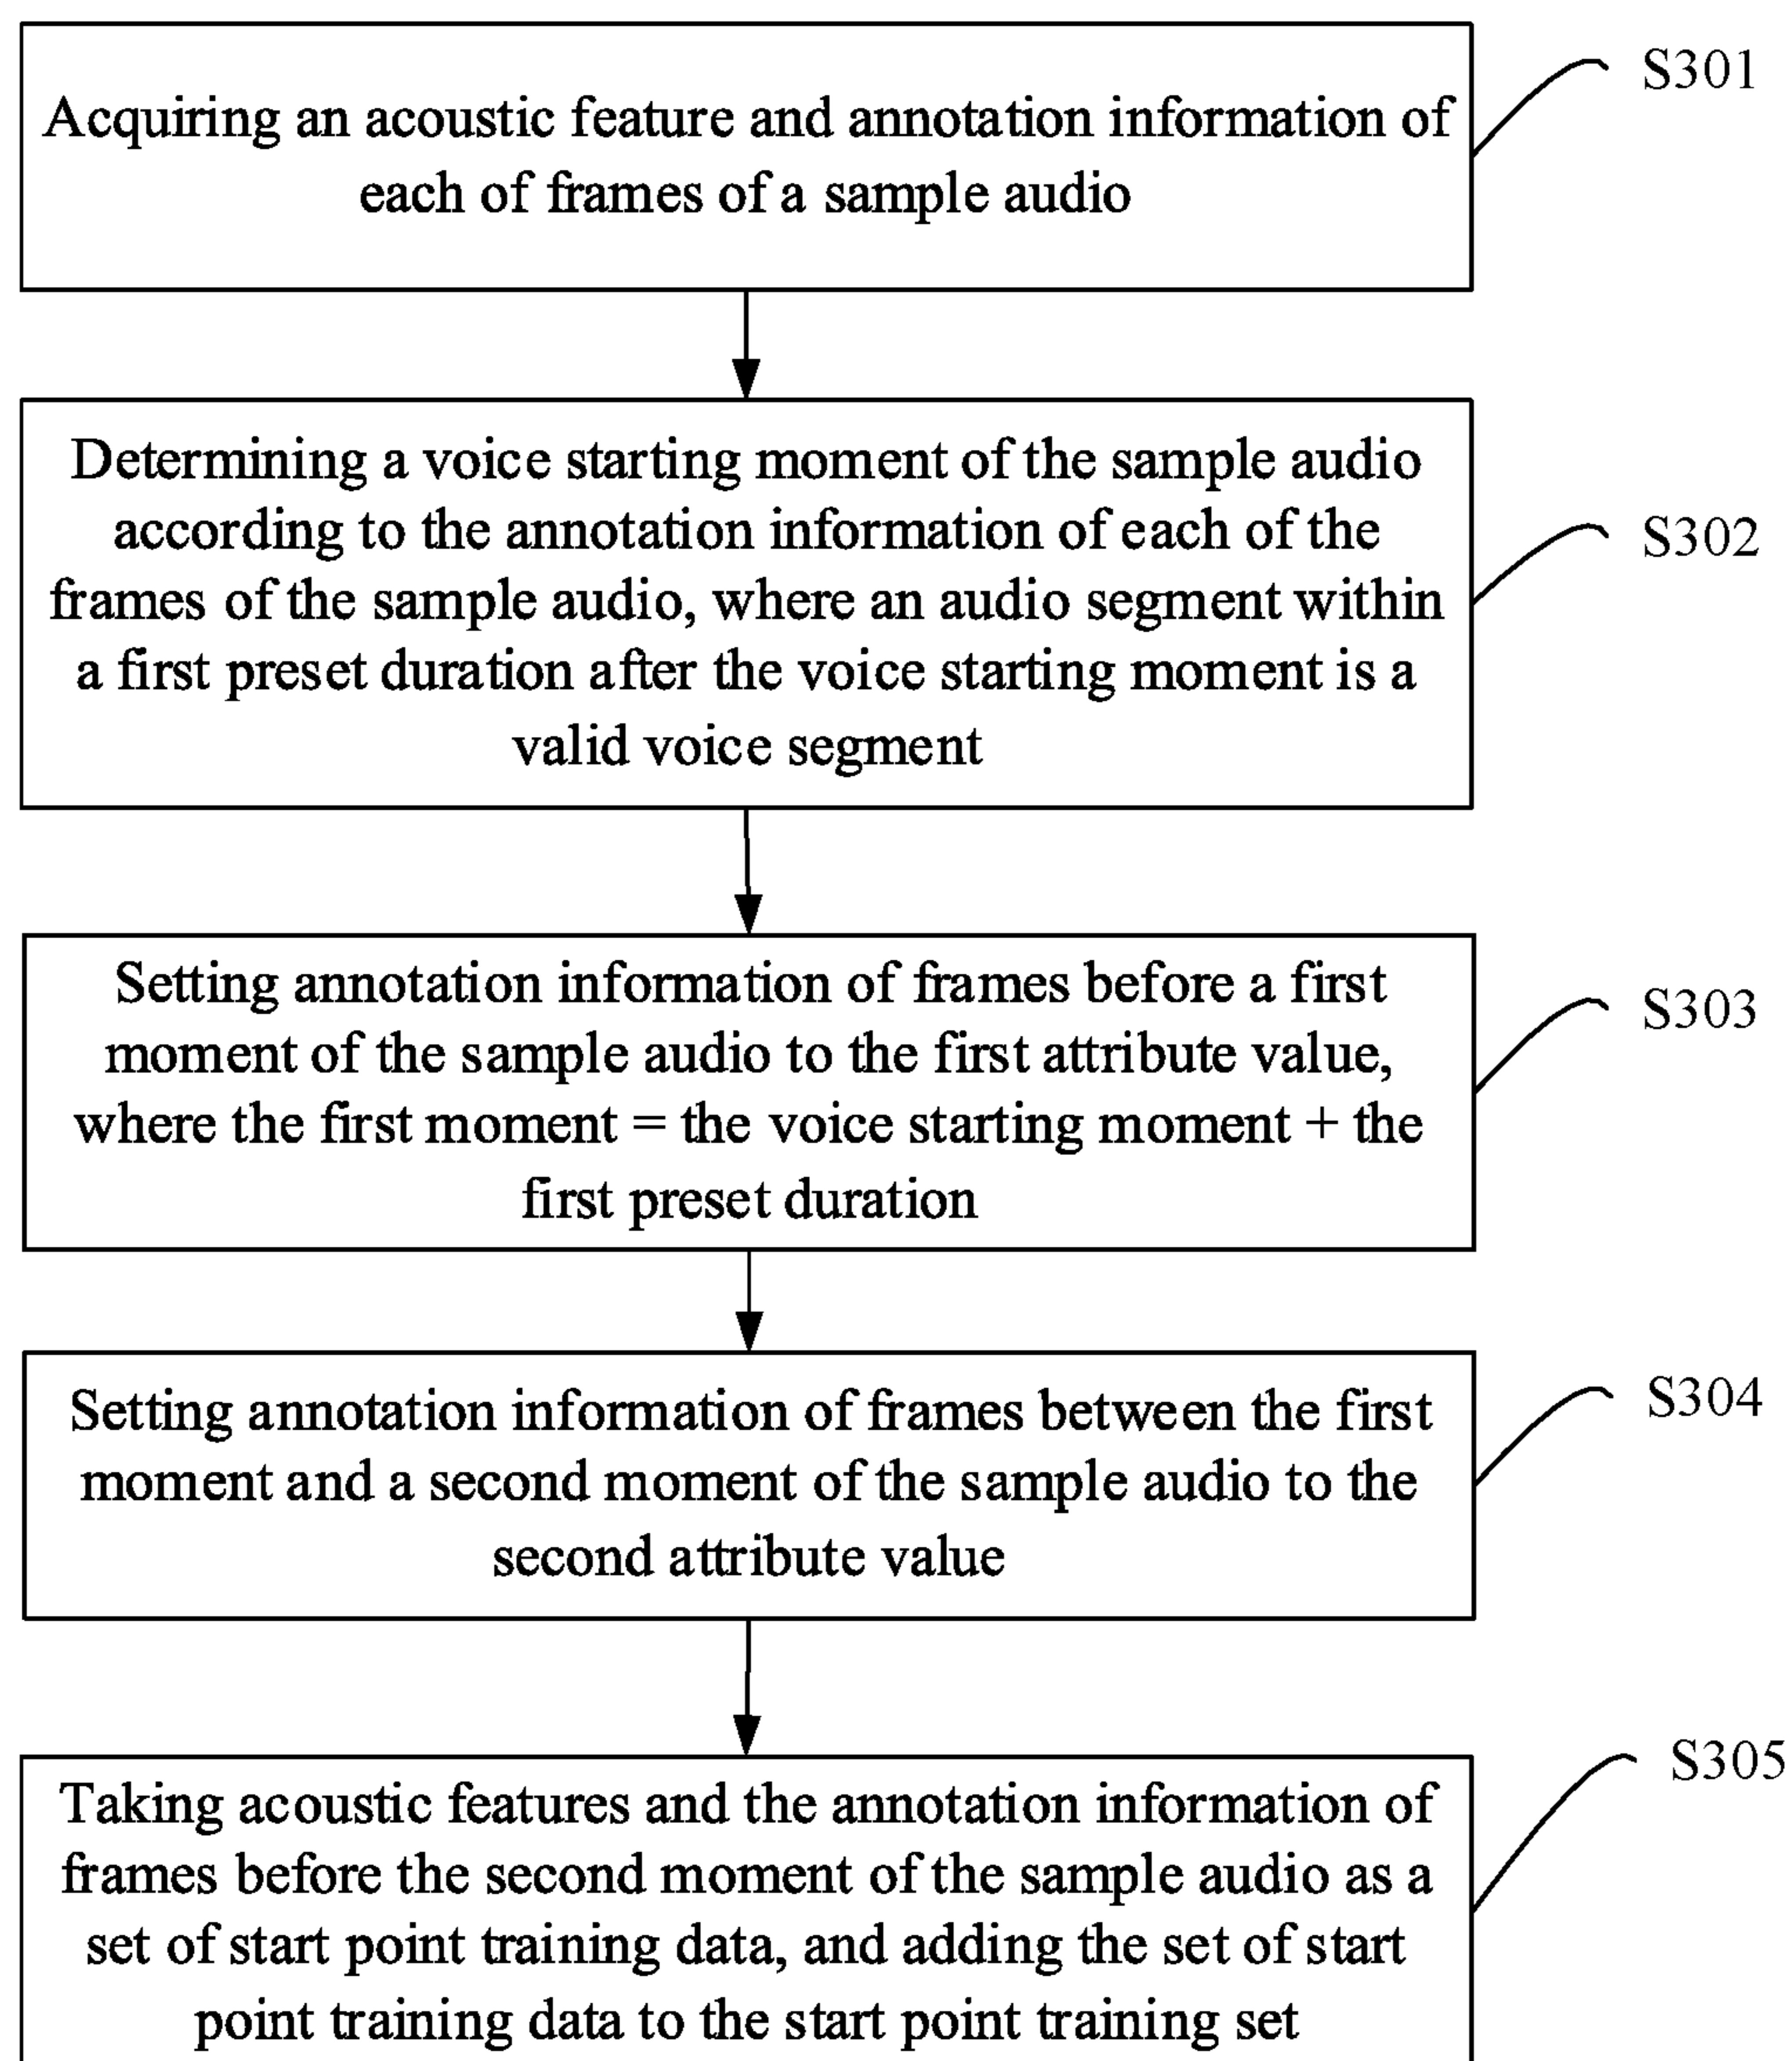 Acquiring an acoustic feature and annotation information of
each of frames of a sample audio
S301
Determining a voice starting moment of the sample audio
according to the annotation information of each of the
frames of the sample audio, where an audio segment within
a first preset duration after the voice starting moment is a
valid voice segment
S302
Setting annotation information of frames before a first
moment of the sample audio to the first attribute value,
where the first moment = the voice starting moment + the
first preset duration
S303
Setting annotation information of frames between the first
moment and a second moment of the sample audio to the
second attribute value
S304
Taking acoustic features and the annotation information of
frames before the second moment of the sample audio as a
set of start point training data, and adding the set of start
point training data to the start point training set
S305